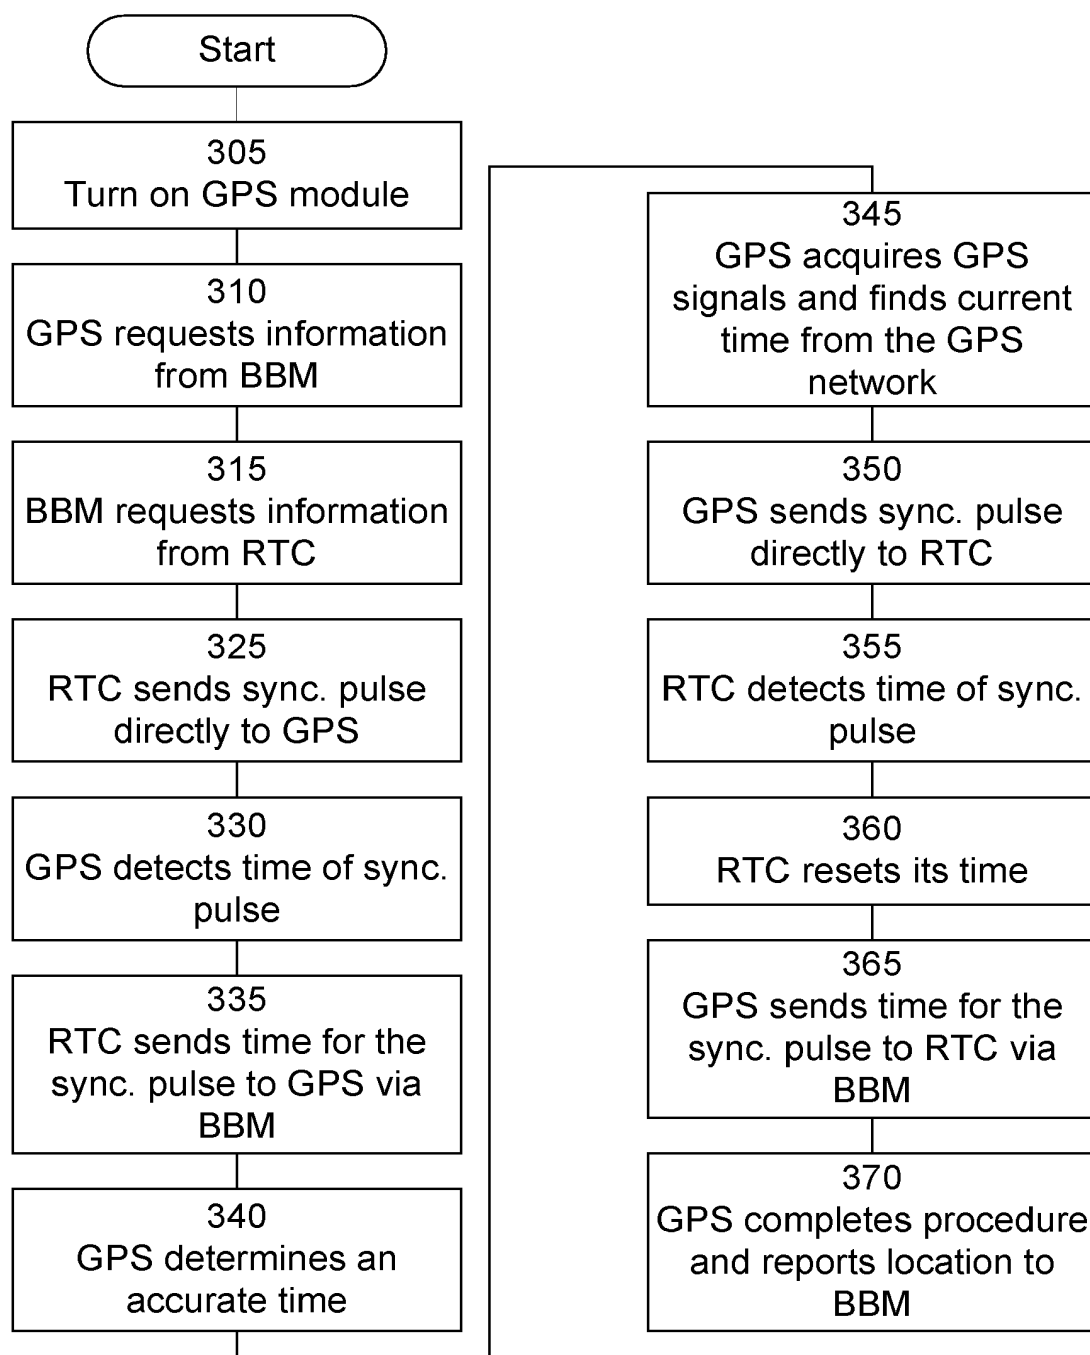 Start
305
Turn on GPS module
310
GPS requests information
from BBM
315
BBM requests information
from RTC
325
RTC sends sync. pulse
directly to GPS
330
GPS detects time of sync.
pulse
335
RTC sends time for the
sync. pulse to GPS via
BBM
340
GPS determines an
accurate time
345
GPS acquires GPS
signals and finds current
time from the GPS
network
350
GPS sends sync. pulse
directly to RTC
355
RTC detects time of sync.
pulse
360
RTC resets its time
365
GPS sends time for the
sync. pulse to RTC via
BBM
370
GPS completes procedure
and reports location to
BBM